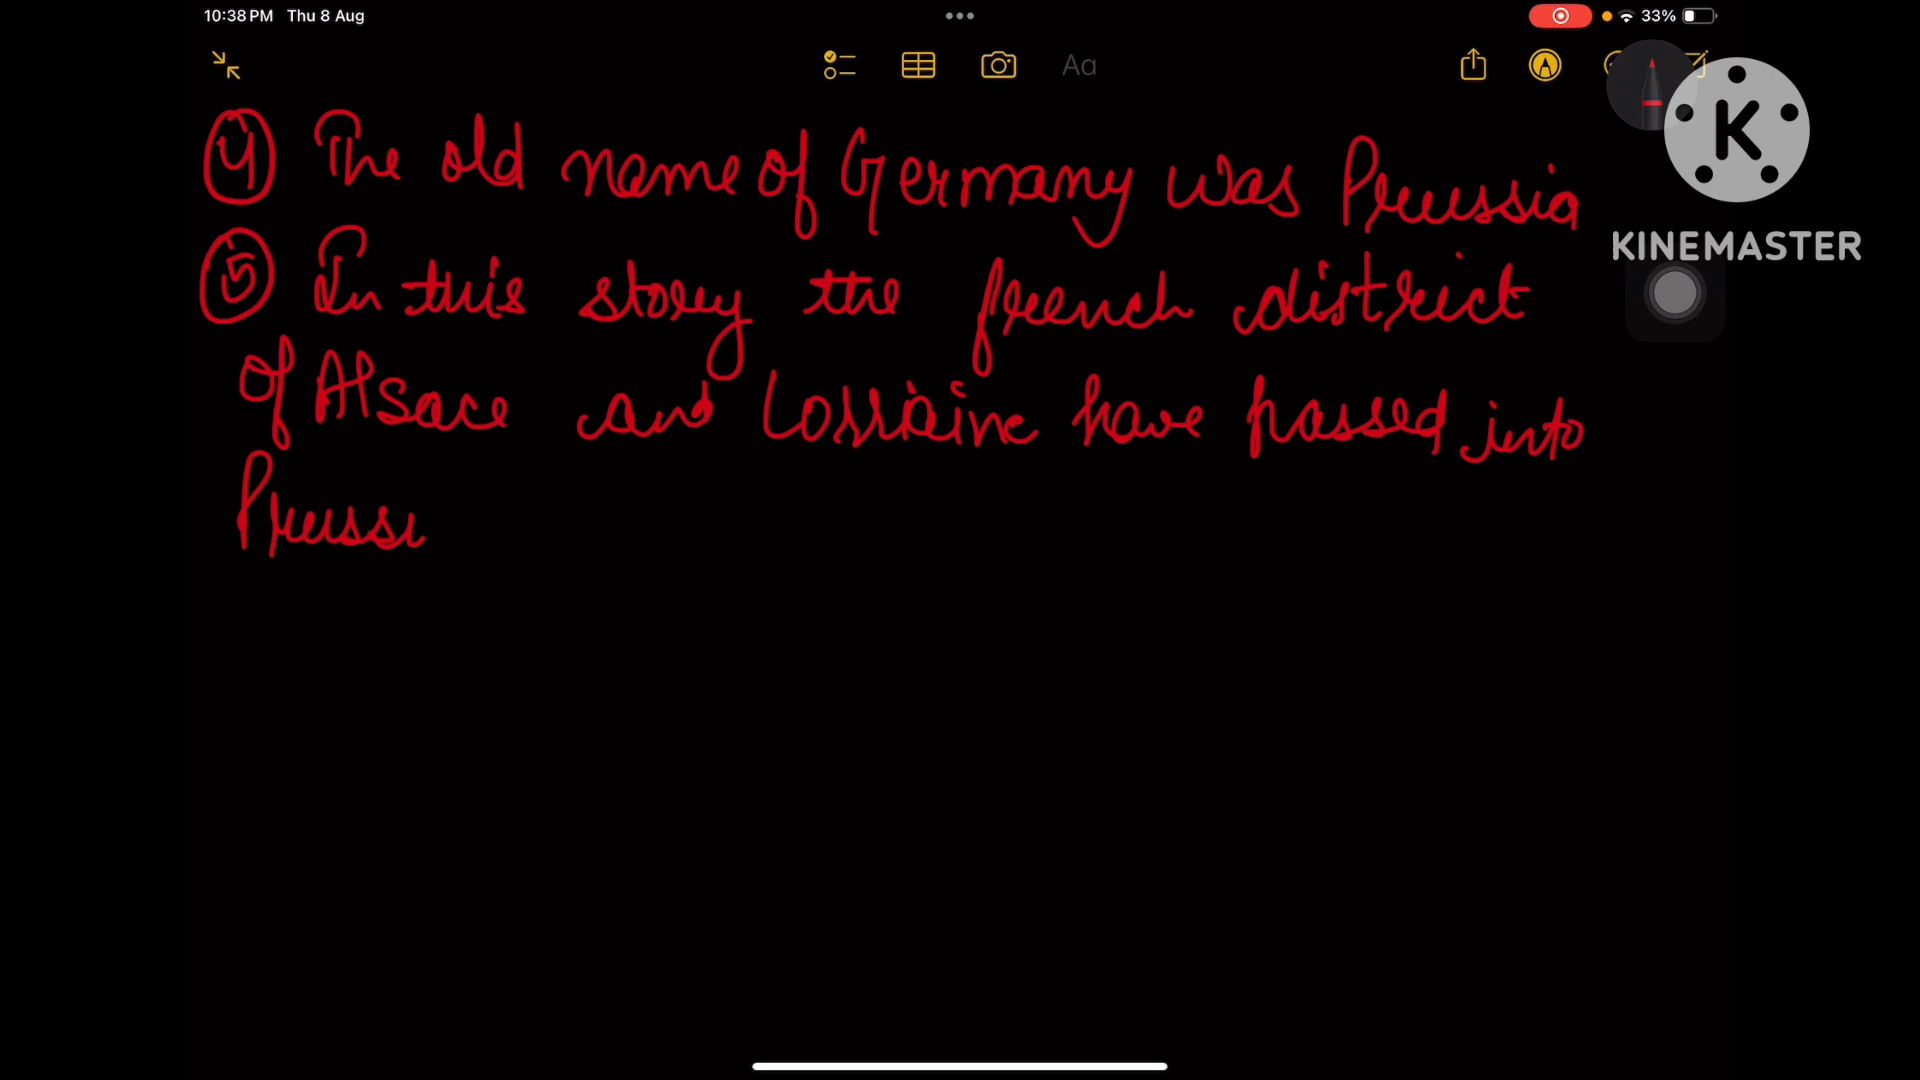 10:38 PM Thu 8 Aug
33%
Aa
K
KINEMASTER
4 The old name of Germany was Prussia
5 In this story the french district
of Alsace and Lorraine have passed into
Prussi